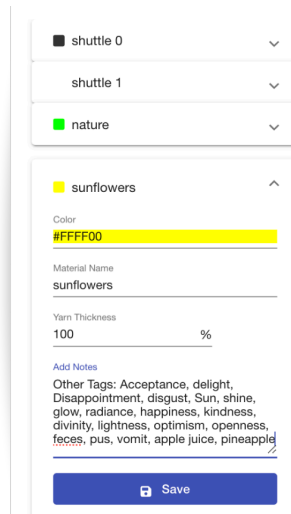 shuttle 0
shuttle 1
nature
sunflowers
Color
#FFFF00
Material Name
sunflowers
Yarn Thickness
100 %
Add Notes
Other Tags: Acceptance, delight,
Disappointment, disgust, Sun, shine,
glow, radiance, happiness, kindness,
divinity, lightness, optimism, openness,
feces, pus, vomit, apple juice, pineapple
Save